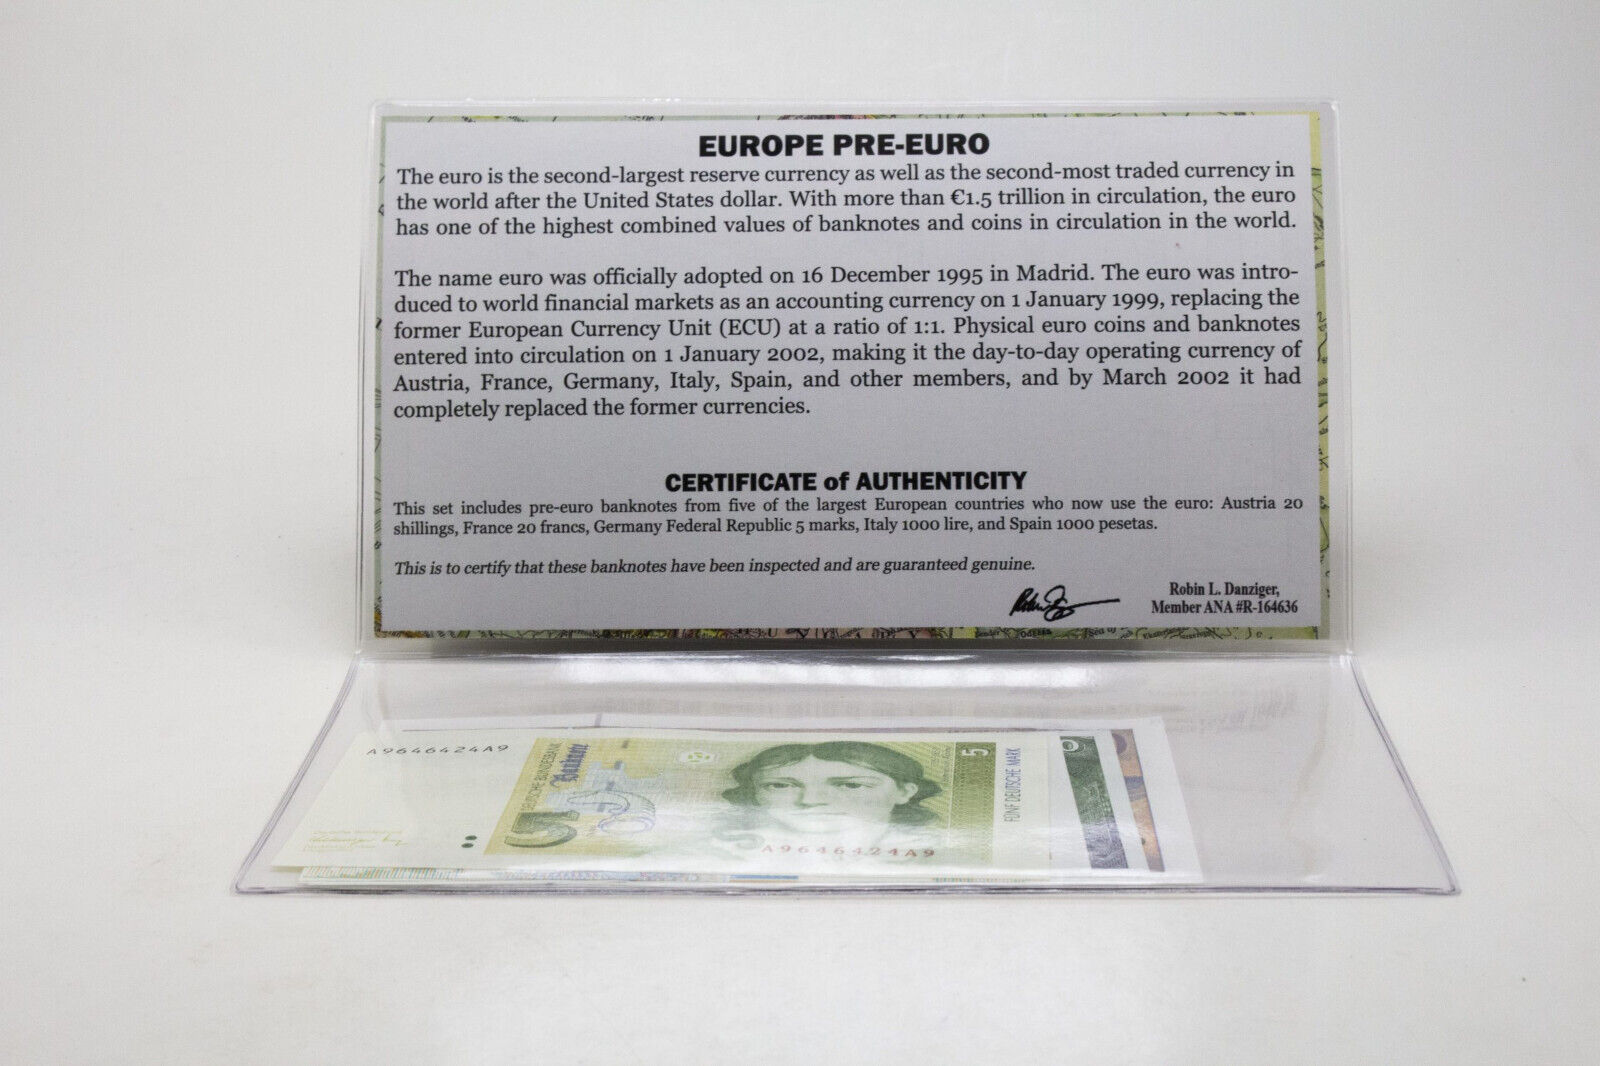 EUROPE PRE-EURO
The euro is the second-largest reserve currency as well as the second-most traded currency in
the world after the United States dollar. With more than €1.5 trillion in circulation, the euro
has one of the highest combined values of banknotes and coins in circulation in the world.
The name euro was officially adopted on 16 December 1995 in Madrid. The euro was intro-
duced to world financial markets as an accounting currency on 1 January 1999, replacing the
former European Currency Unit (ECU) at a ratio of 1:1. Physical euro coins and banknotes
entered into circulation on 1 January 2002, making it the day-to-day operating currency of
Austria, France, Germany, Italy, Spain, and other members, and by March 2002 it had
completely replaced the former currencies.
CERTIFICATE of AUTHENTICITY
This set includes pre-euro banknotes from five of the largest European countries who now use the euro: Austria 20
shillings, France 20 francs, Germany Federal Republic 5 marks, Italy 1000 lire, and Spain 1000 pesetas.
This is to certify that these banknotes have been inspected and are guaranteed genuine.
Robin L. Danziger,
Member ANA #R-164636
A9646424A9
DEUTSCHE BUNDESBANK
Banknote
5
5
FÜNF DEUTSCHE MARK
A9646424A9